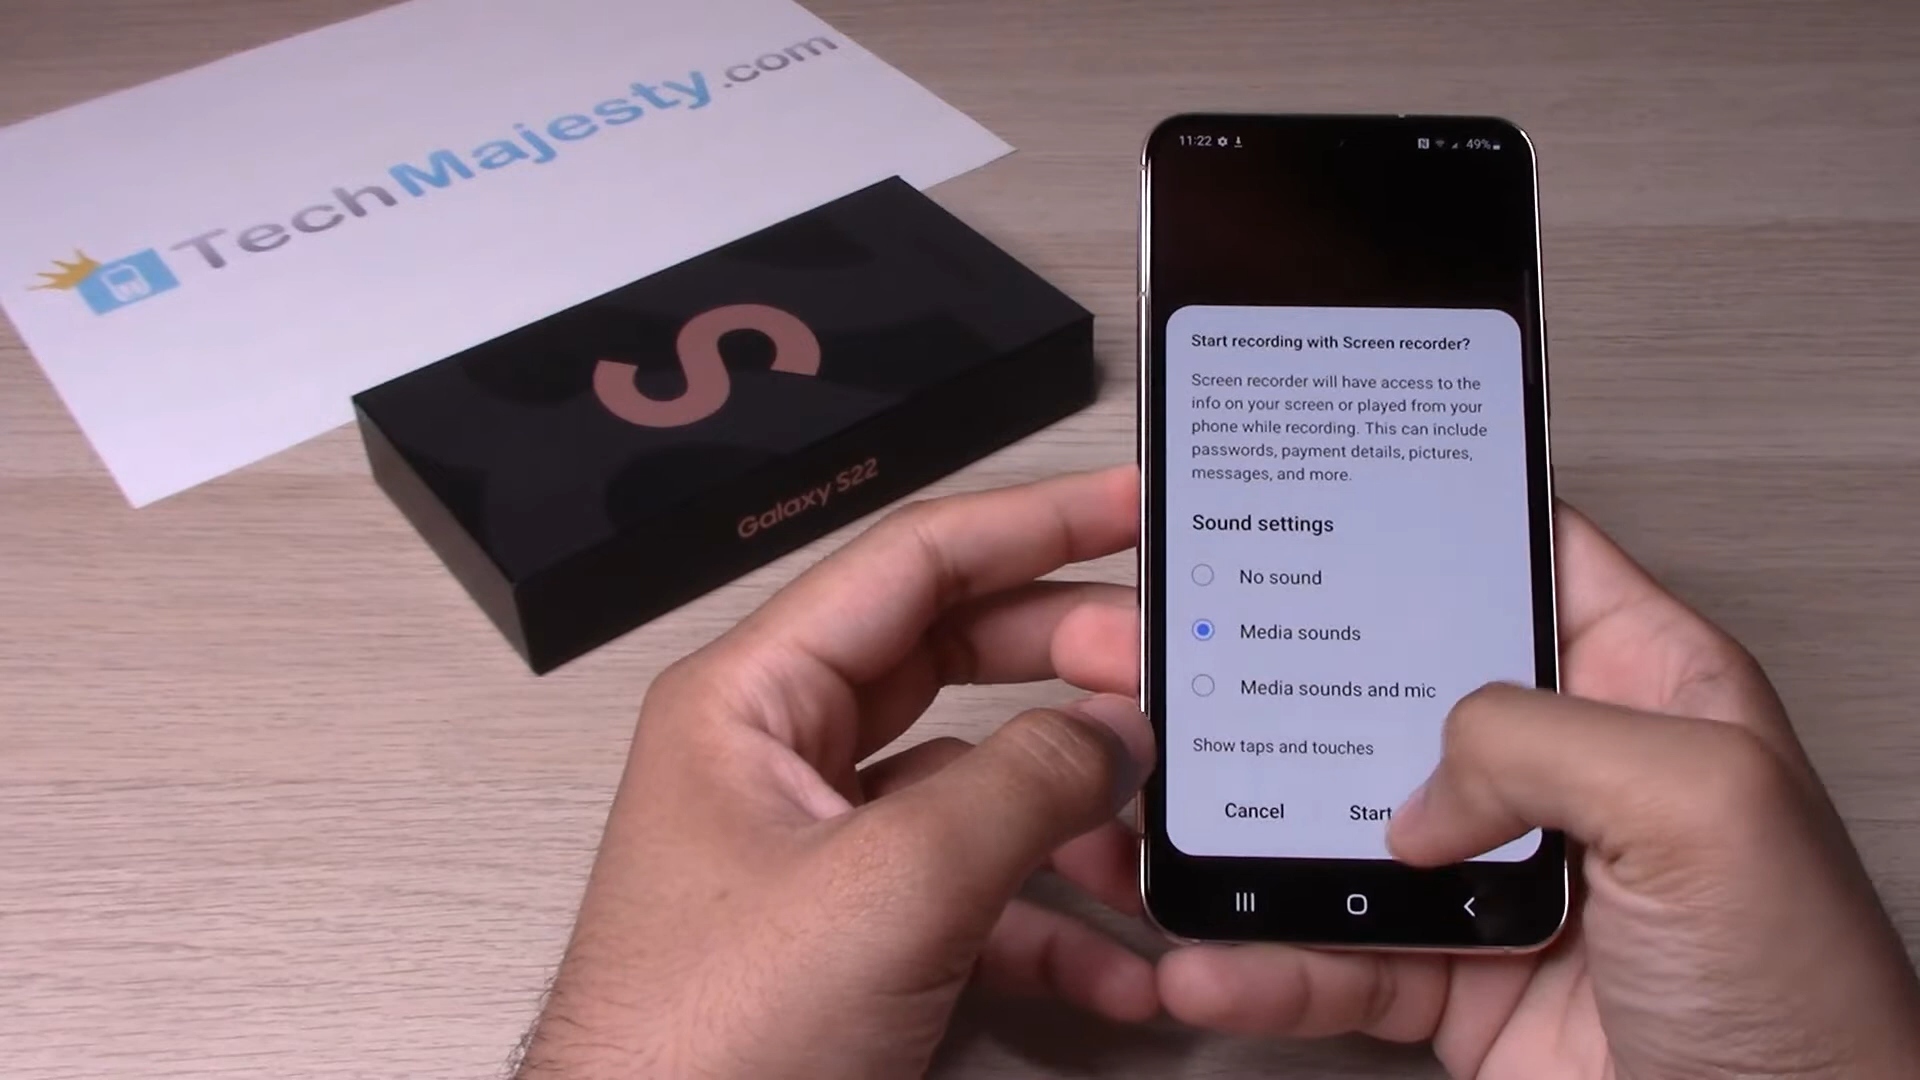 TechMajesty.com
S
Galaxy S22
11:22
49%
Start recording with Screen recorder?
Screen recorder will have access to the
info on your screen or played from your
phone while recording. This can include
passwords, payment details, pictures,
messages, and more.
Sound settings
No sound
Media sounds
Media sounds and mic
Show taps and touches
Cancel
Start